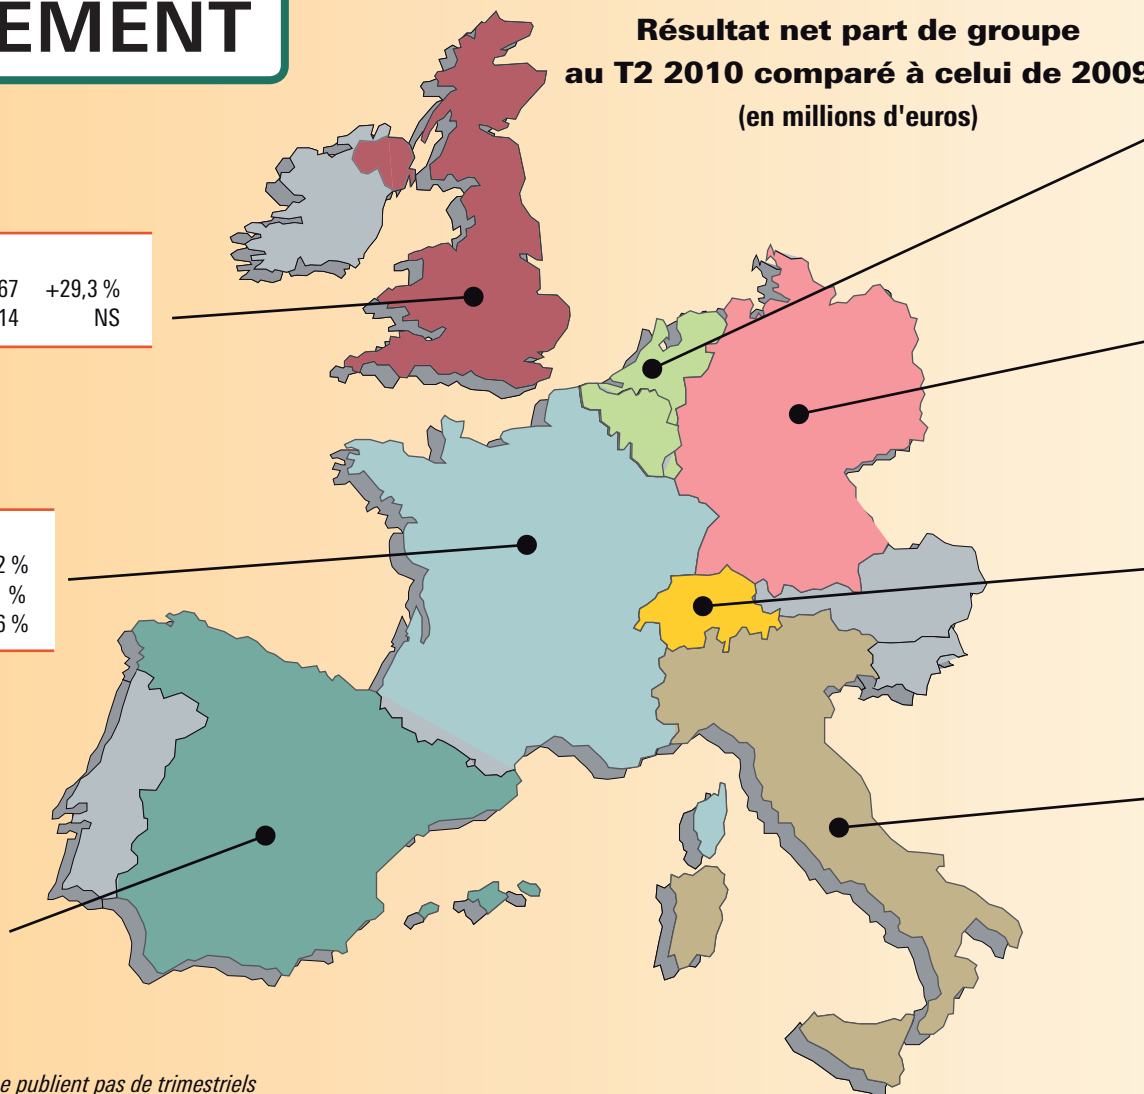 EMENT
Résultat net part de groupe
au T2 2010 comparé à celui de 2009
(en millions d'euros)
67 +29,3 %
14 NS
2 %
%
6 %
e publient pas de trimestriels